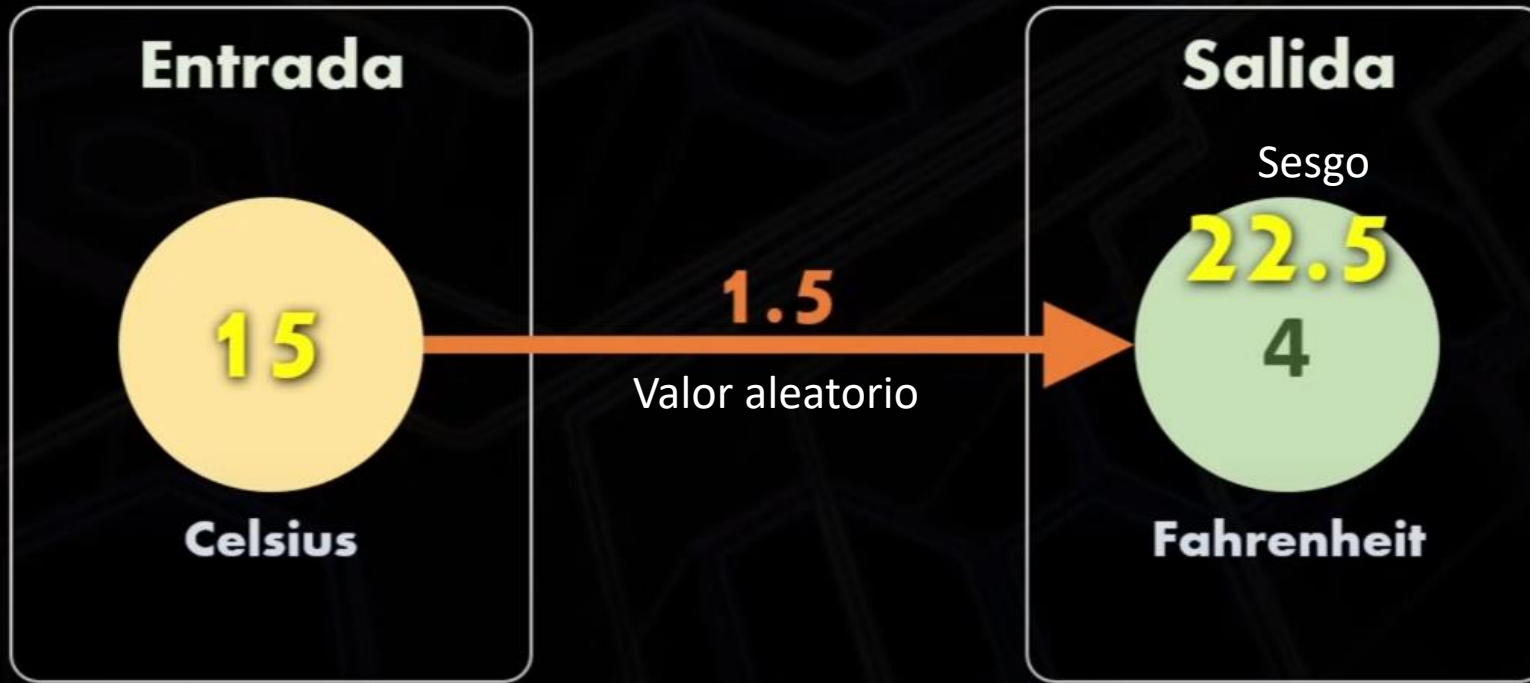 Entrada
15
Celsius
1.5
Valor aleatorio
Salida
Sesgo
22.5
4
Fahrenheit